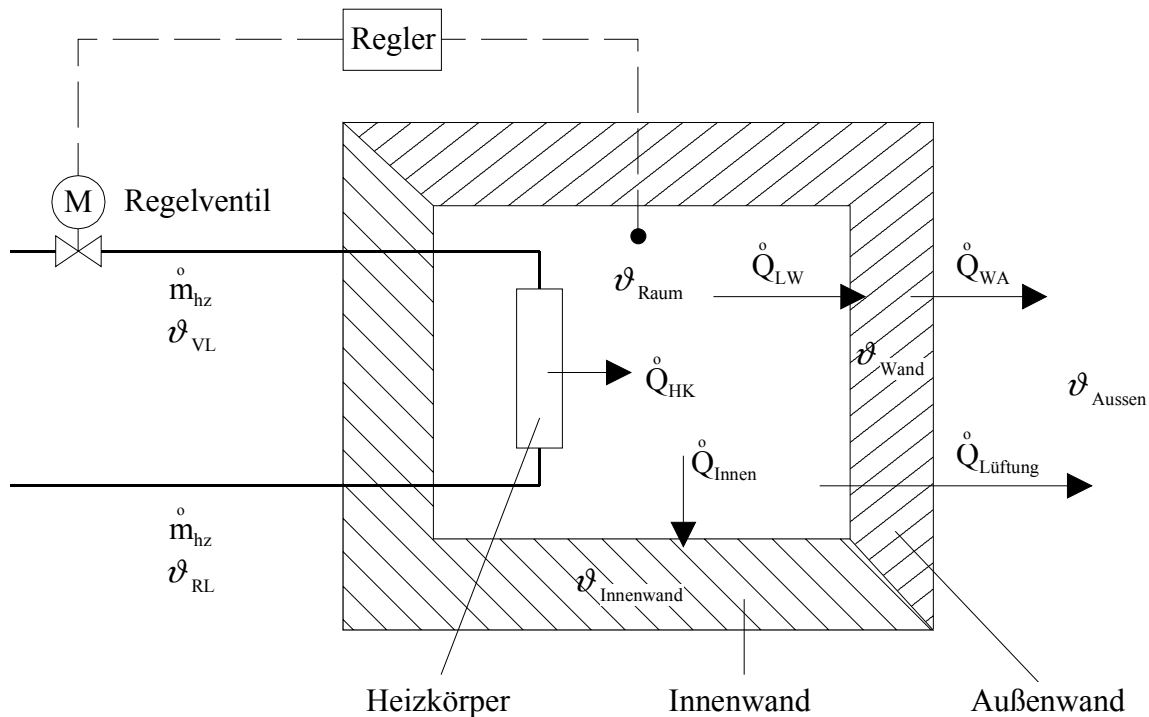 Regler
M Regelventil
ṁhz
ϑVL
ϑRaum
Q̊LW
Q̊WA
ϑWand
Q̊HK
ϑAussen
Q̊Innen
Q̊Lüftung
ṁhz
ϑRL
ϑInnenwand
Heizkörper Innenwand Außenwand